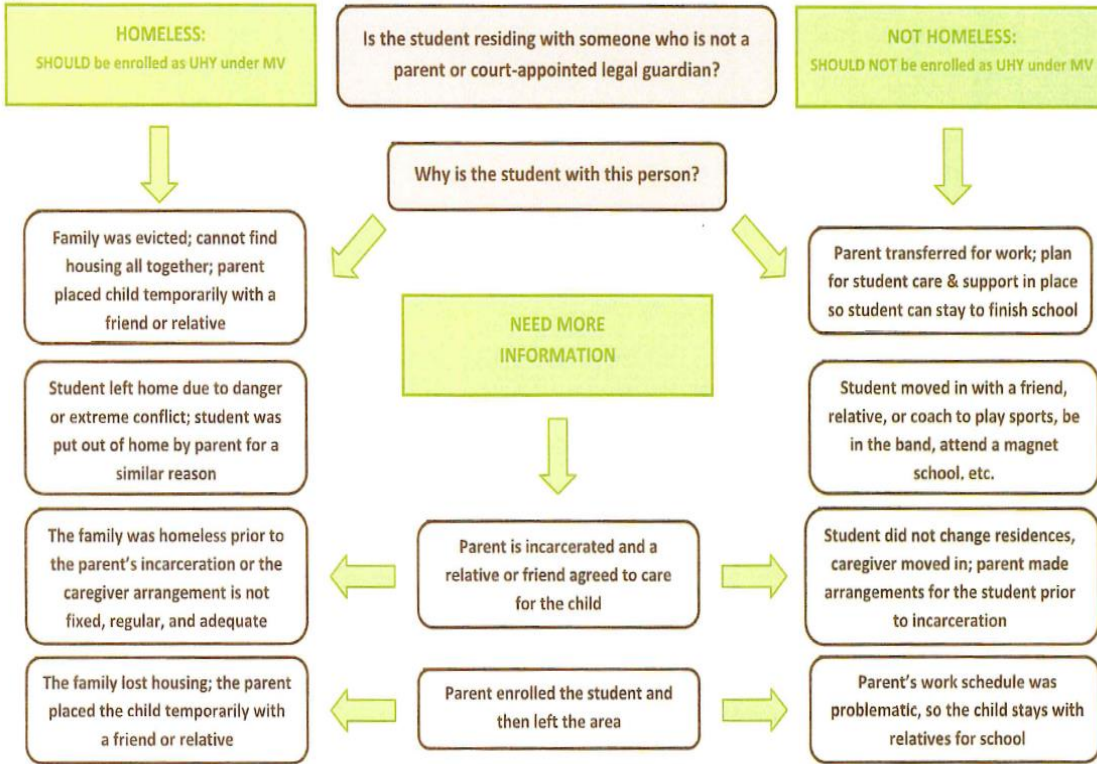 HOMELESS:
SHOULD be enrolled as UHY under MV
Is the student residing with someone who is not a
parent or court-appointed legal guardian?
NOT HOMELESS:
SHOULD NOT be enrolled as UHY under MV
Why is the student with this person?
Family was evicted; cannot find
housing all together; parent
placed child temporarily with a
friend or relative
Parent transferred for work; plan
for student care & support in place
so student can stay to finish school
NEED MORE
INFORMATION
Student left home due to danger
or extreme conflict; student was
put out of home by parent for a
similar reason
Student moved in with a friend,
relative, or coach to play sports, be
in the band, attend a magnet
school, etc.
The family was homeless prior to
the parent's incarceration or the
caregiver arrangement is not
fixed, regular, and adequate
Parent is incarcerated and a
relative or friend agreed to care
for the child
Student did not change residences,
caregiver moved in; parent made
arrangements for the student prior
to incarceration
The family lost housing; the parent
placed the child temporarily with
a friend or relative
Parent enrolled the student and
then left the area
Parent's work schedule was
problematic, so the child stays with
relatives for school